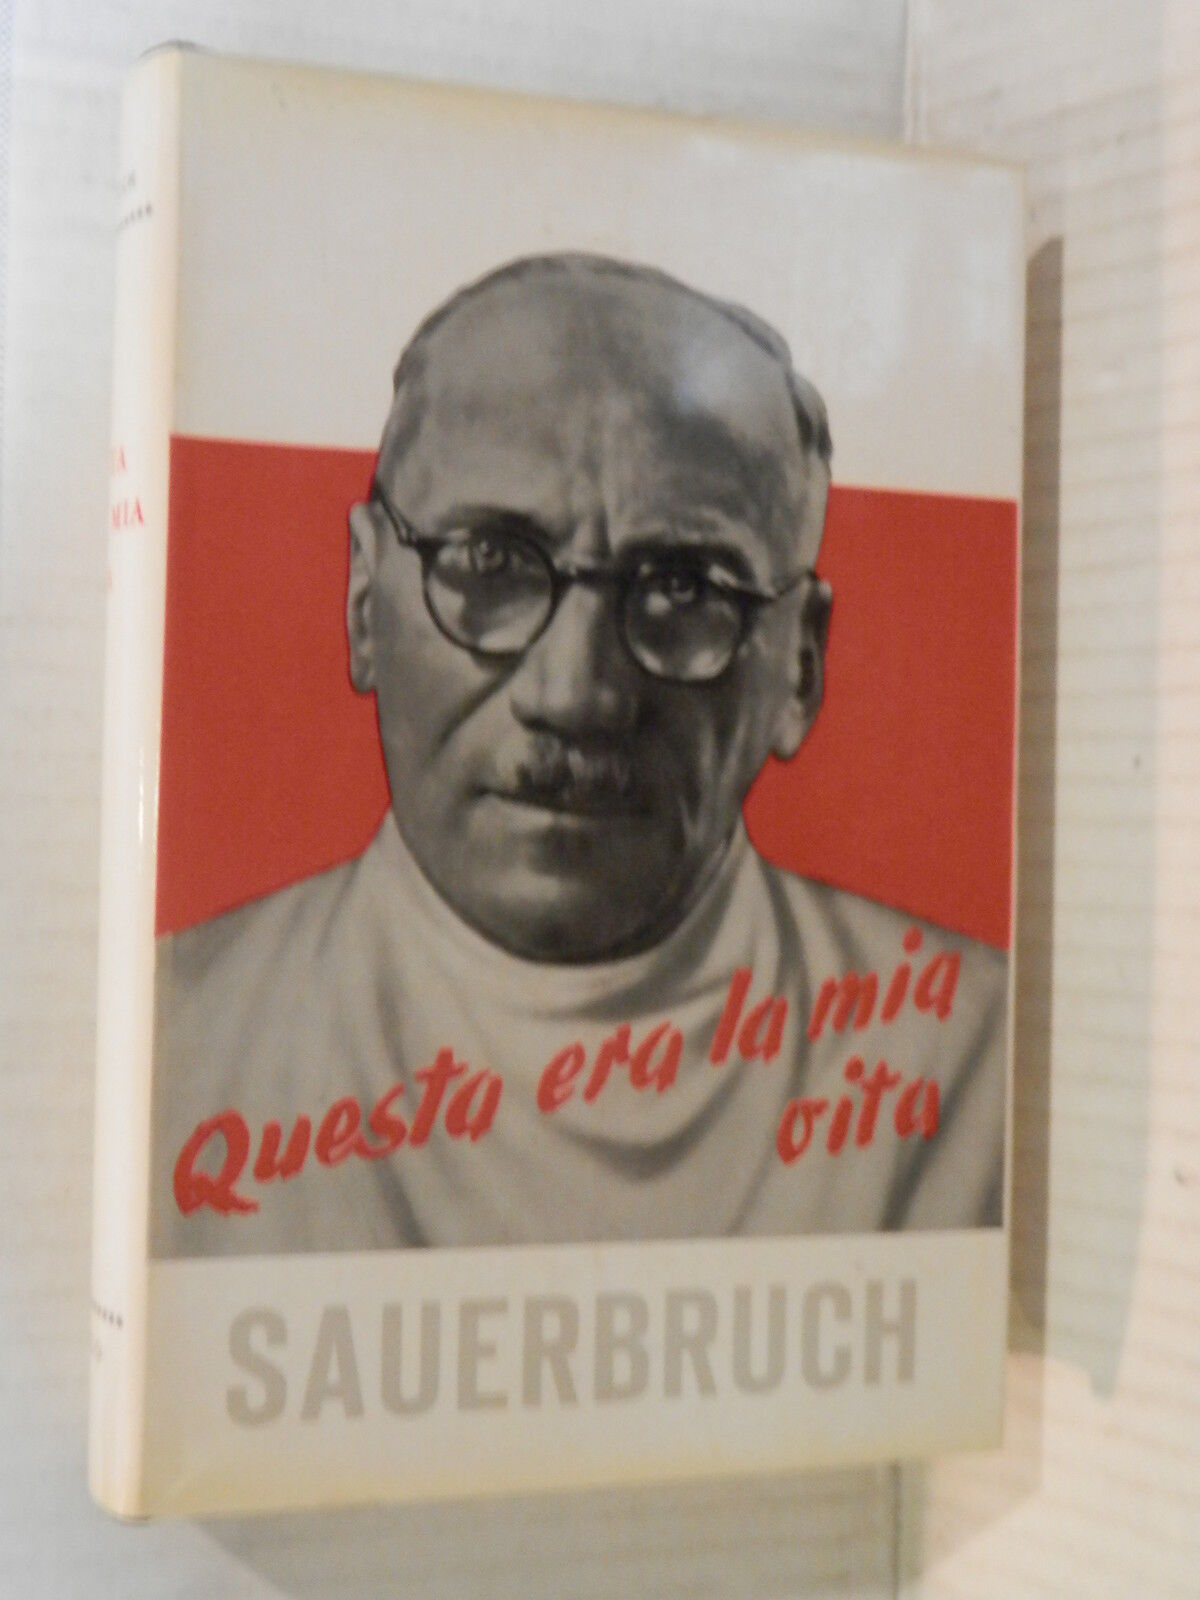 Questa era la mia
vita
SAUERBRUCH